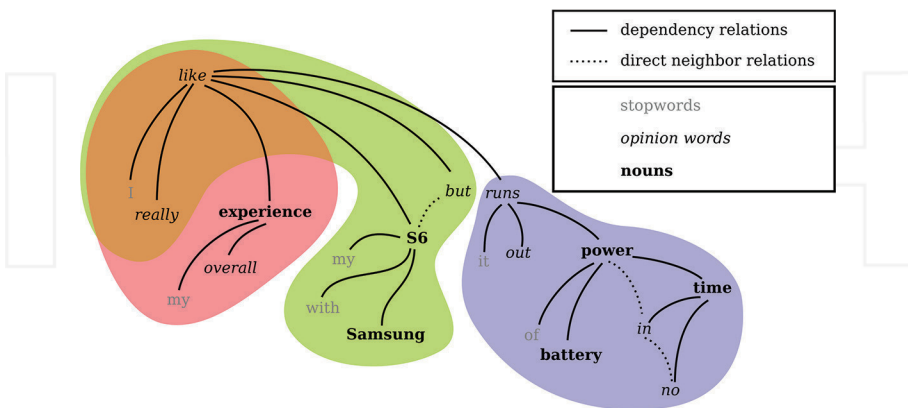 dependency relations
direct neighbor relations
stopwords
opinion words
nouns
like
I
really
experience
overall
my
but
S6
my
with
Samsung
runs
it
out
power
time
of
in
battery
no